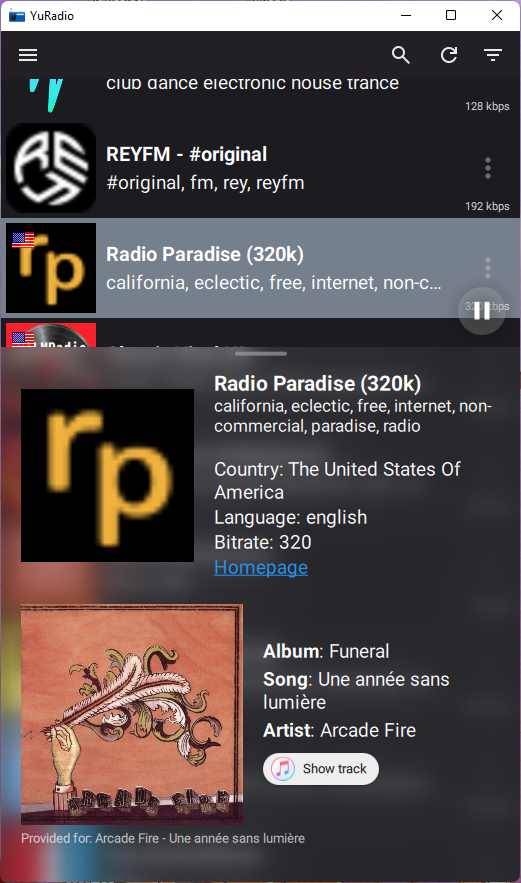 YuRadio
club dance electronic house trance
128 kbps
REYFM - #original
#original, fm, rey, reyfm
192 kbps
rp
Radio Paradise (320k)
california, eclectic, free, internet, non-c...
320 kbps
Radio Paradise (320k)
california, eclectic, free, internet, non-
commercial, paradise, radio
rp
Country: The United States Of
America
Language: english
Bitrate: 320
Homepage
Album: Funeral
Song: Une année sans
lumière
Artist: Arcade Fire
Show track
ARCADE FIRE
Provided for: Arcade Fire - Une année sans lumière